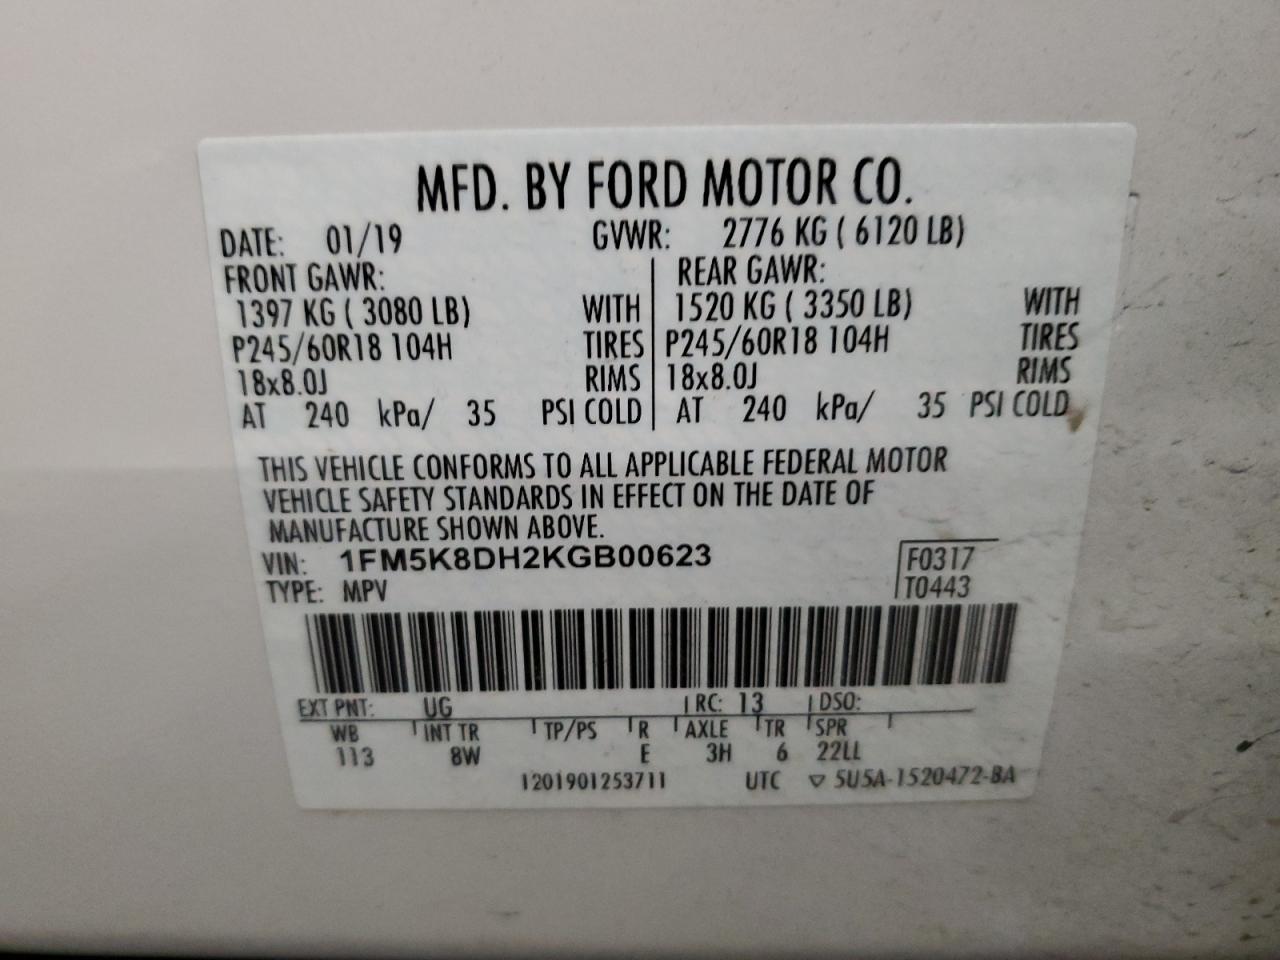 MFD. BY FORD MOTOR CO.
DATE: 01/19 GVWR: 2776 KG ( 6120 LB)
FRONT GAWR: REAR GAWR:
1397 KG ( 3080 LB) WITH 1520 KG ( 3350 LB) WITH
P245/60R18 104H TIRES P245/60R18 104H TIRES
18x8.0J RIMS 18x8.0J RIMS
AT 240 kPa/ 35 PSI COLD AT 240 kPa/ 35 PSI COLD
THIS VEHICLE CONFORMS TO ALL APPLICABLE FEDERAL MOTOR
VEHICLE SAFETY STANDARDS IN EFFECT ON THE DATE OF
MANUFACTURE SHOWN ABOVE.
VIN: 1FM5K8DH2KGB00623 F0317
TYPE: MPV T0443
EXT PNT: UG RC: 13 DSO:
WB INT TR TP/PS R AXLE TR SPR
113 8W E 3H 6 22LL
1201901253711 UTC ▽ 5U5A-1520472-BA